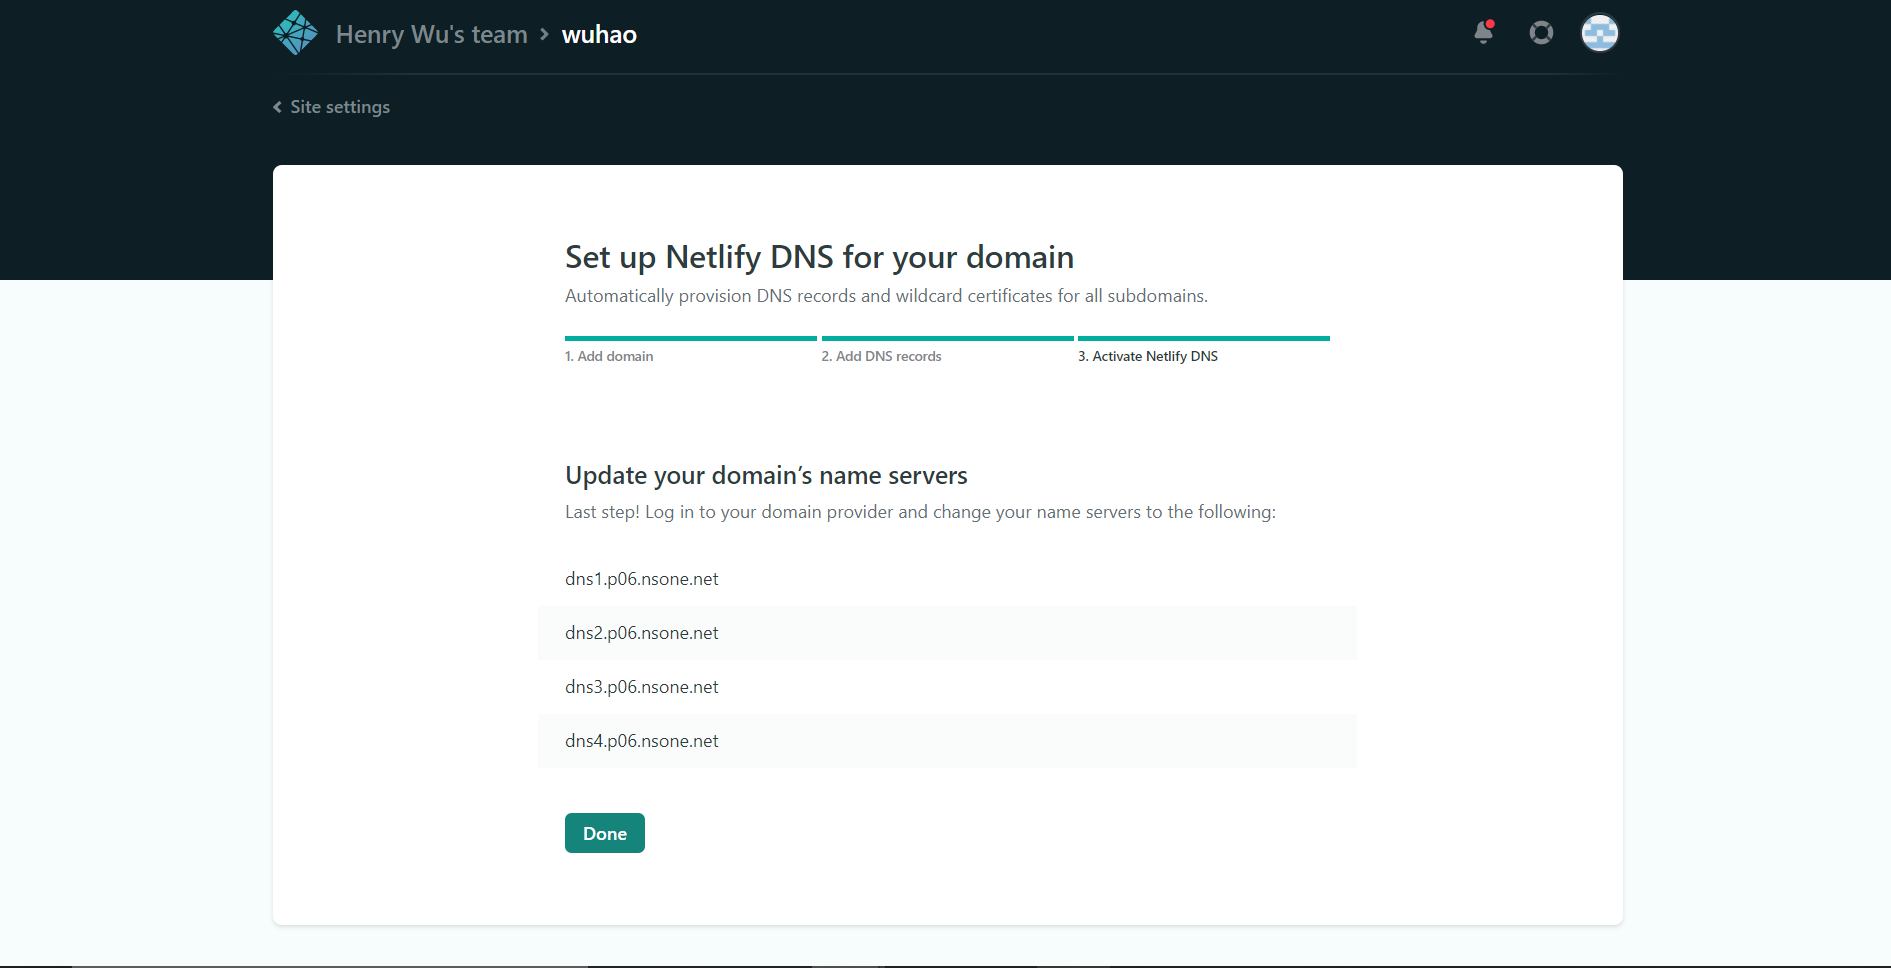 Henry Wu's team > wuhao
Site settings
Set up Netlify DNS for your domain
Automatically provision DNS records and wildcard certificates for all subdomains.
1. Add domain
2. Add DNS records
3. Activate Netlify DNS
Update your domain’s name servers
Last step! Log in to your domain provider and change your name servers to the following:
dns1.p06.nsone.net
dns2.p06.nsone.net
dns3.p06.nsone.net
dns4.p06.nsone.net
Done